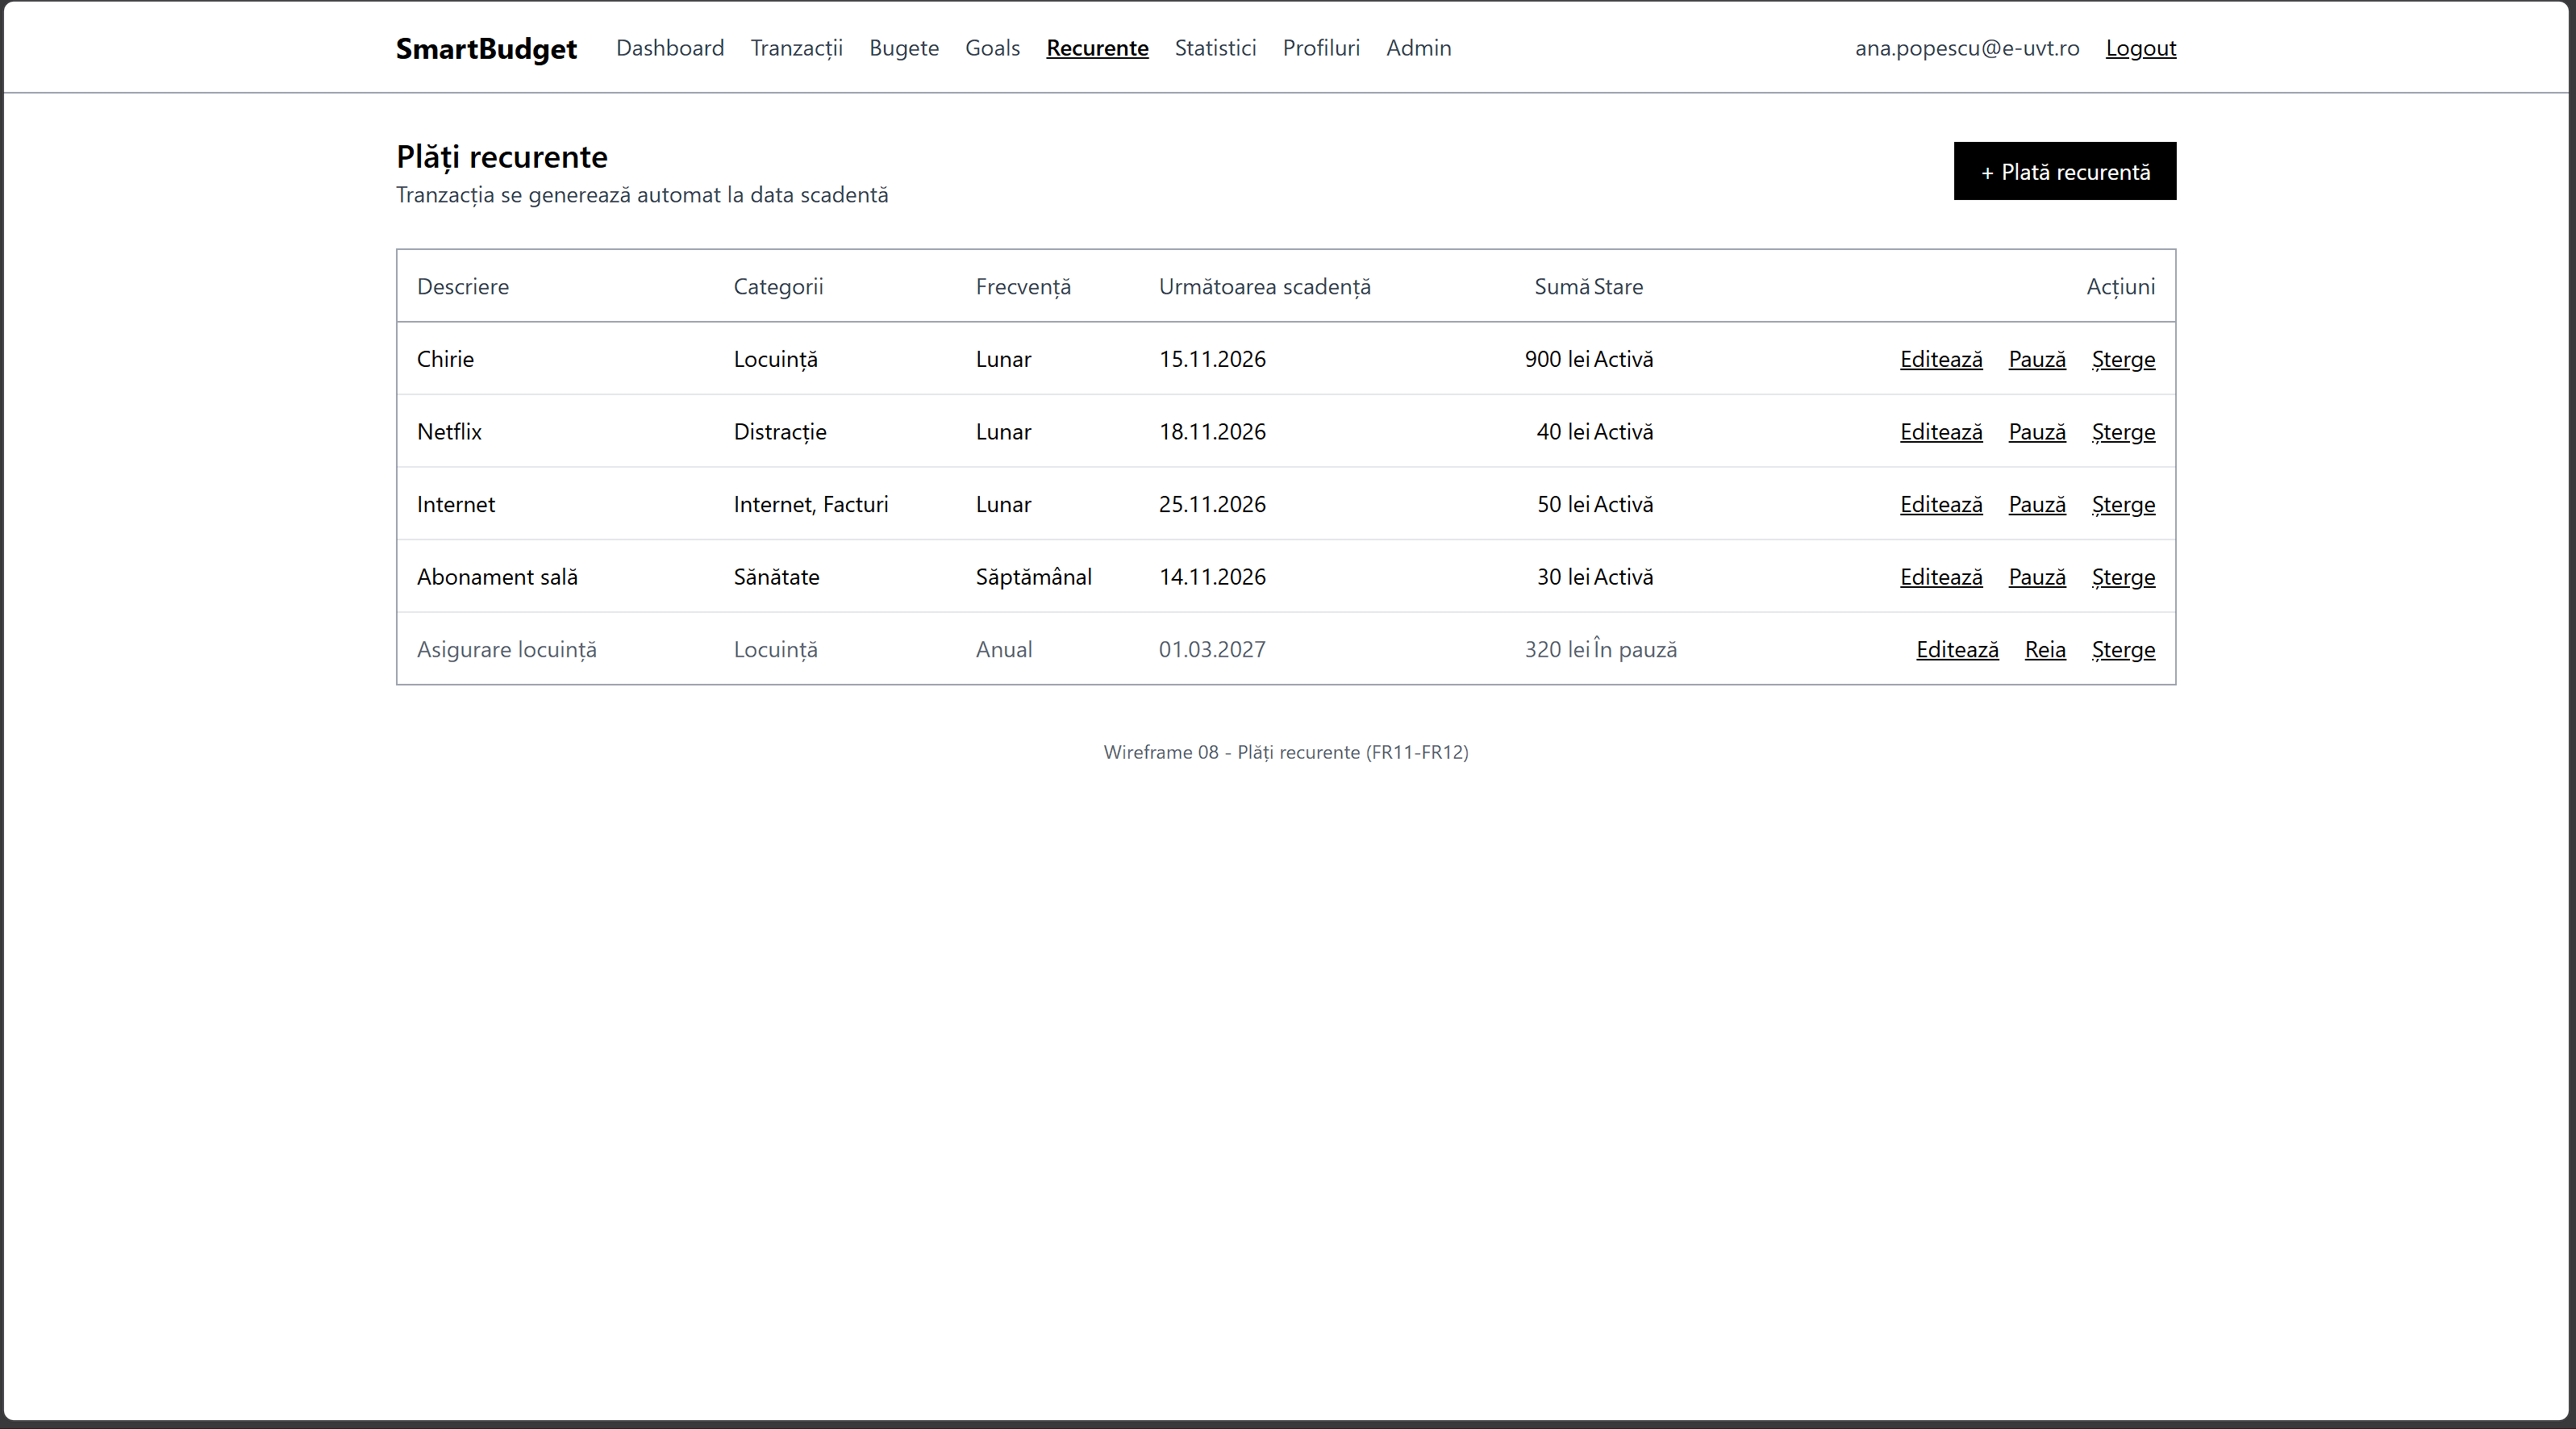 SmartBudget Dashboard Tranzacții Bugete Goals Recurente Statistici Profiluri Admin ana.popescu@e-uvt.ro Logout
Plăți recurente
+ Plată recurentă
Tranzacția se generează automat la data scadentă
Descriere Categorii Frecvență Următoarea scadență Sumă Stare Acțiuni
Chirie Locuință Lunar 15.11.2026 900 lei Activă Editează Pauză Șterge
Netflix Distracție Lunar 18.11.2026 40 lei Activă Editează Pauză Șterge
Internet Internet, Facturi Lunar 25.11.2026 50 lei Activă Editează Pauză Șterge
Abonament sală Sănătate Săptămânal 14.11.2026 30 lei Activă Editează Pauză Șterge
Asigurare locuință Locuință Anual 01.03.2027 320 lei În pauză Editează Reia Șterge
Wireframe 08 - Plăți recurente (FR11-FR12)